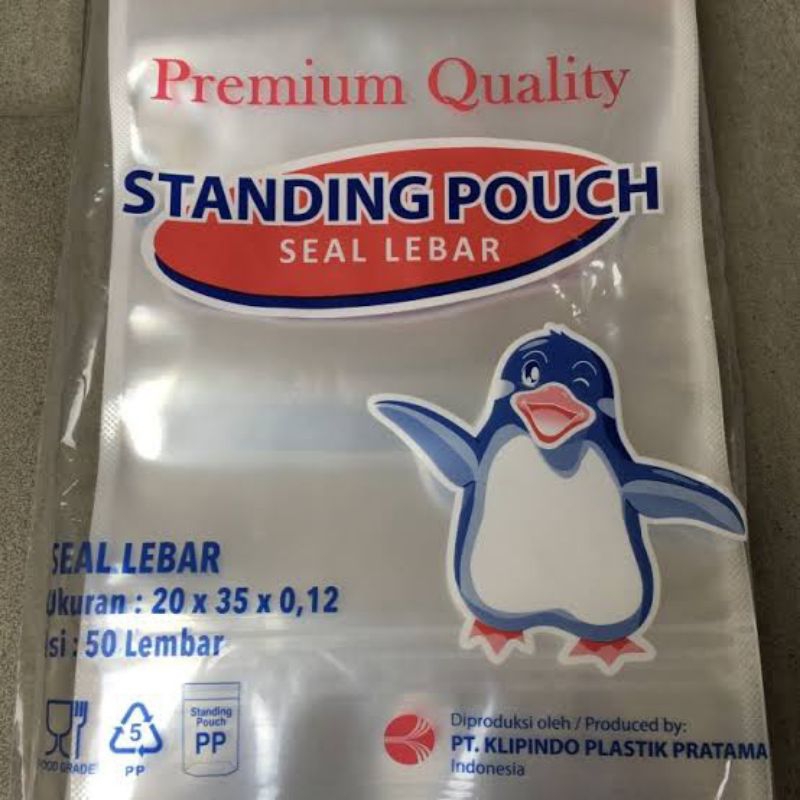 Premium Quality
STANDING POUCH
SEAL LEBAR
SEAL LEBAR
Ukuran : 20 x 35 x 0,12
Isi : 50 Lembar
FOOD GRADE
5
PP
Standing
Pouch
PP
Diproduksi oleh / Produced by:
PT. KLIPINDO PLASTIK PRATAMA
Indonesia